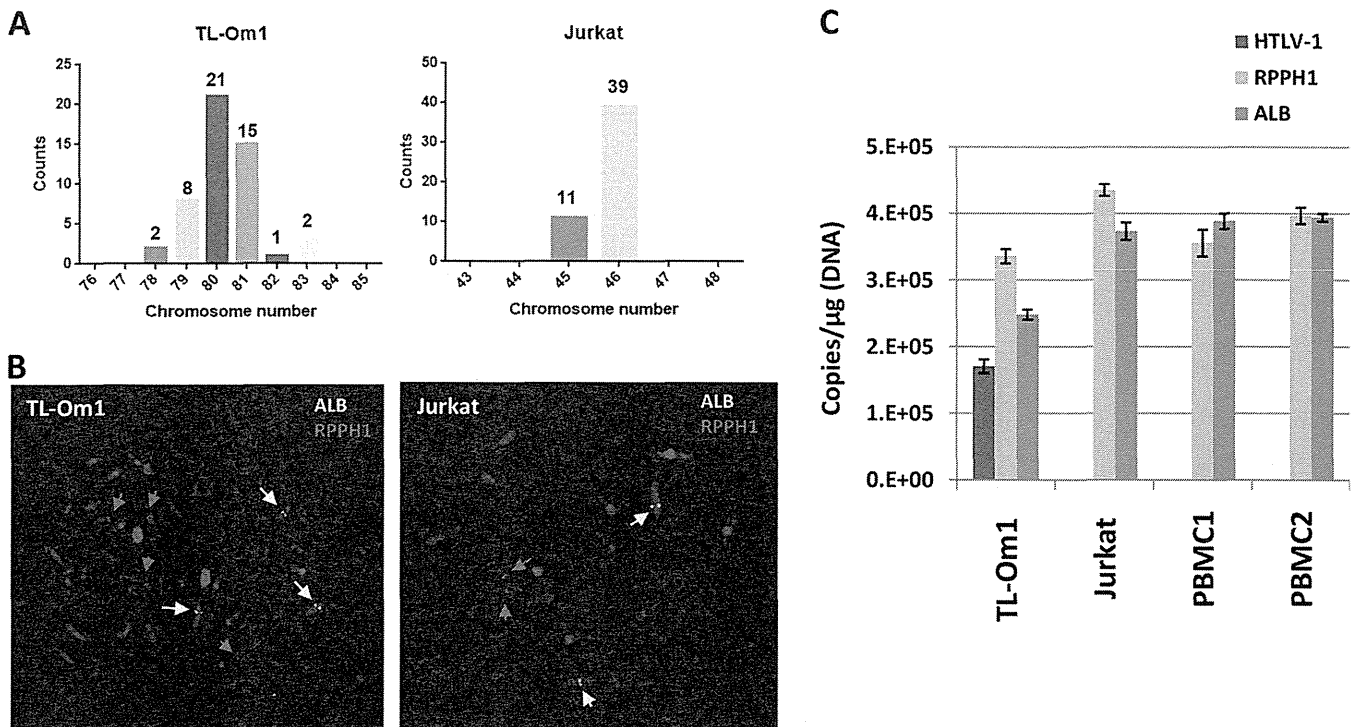 A
TL-Om1
Counts
25
20
15
10
5
0
2
8
21
15
1
2
76 77 78 79 80 81 82 83 84 85
Chromosome number
Jurkat
Counts
50
40
30
20
10
0
11
39
43 44 45 46 47 48
Chromosome number
B
TL-Om1
ALB
RPPH1
Jurkat
ALB
RPPH1
C
HTLV-1
RPPH1
ALB
Copies/μg (DNA)
5.E+05
4.E+05
3.E+05
2.E+05
1.E+05
0.E+00
TL-Om1
Jurkat
PBMC1
PBMC2